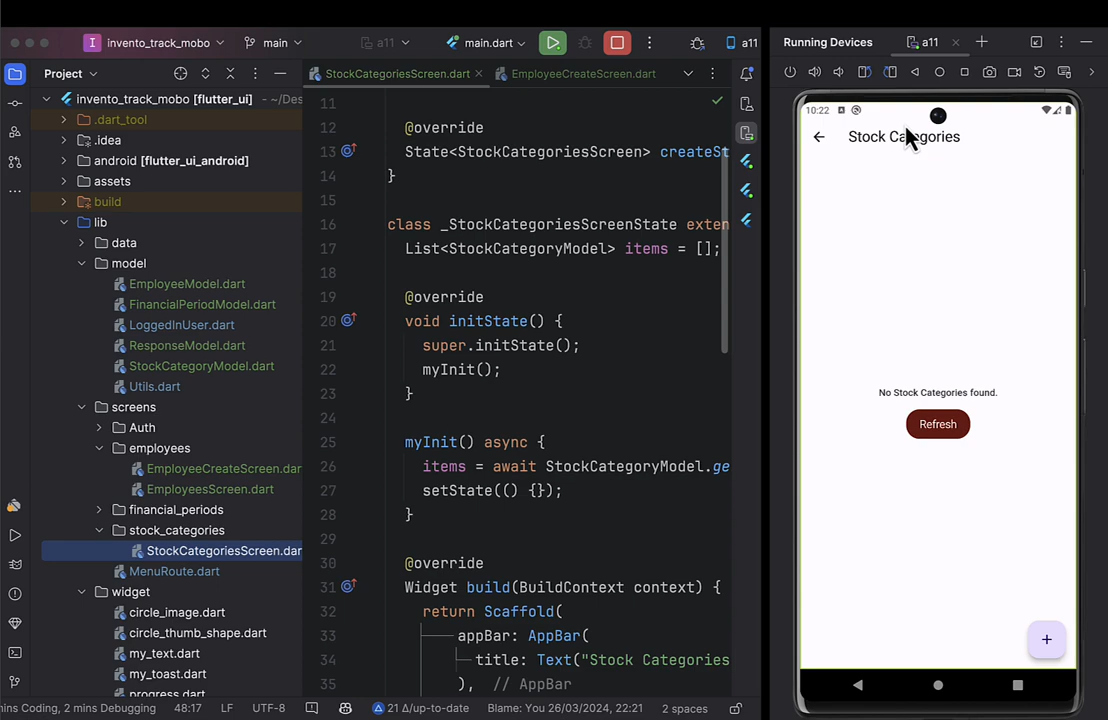 I invento_track_mobo main a11 main.dart a11
Running Devices a11
Project
StockCategoriesScreen.dart EmployeeCreateScreen.dart
invento_track_mobo [flutter_ui] ~/Des
.dart_tool
.idea
android [flutter_ui_android]
assets
build
lib
data
model
EmployeeModel.dart
FinancialPeriodModel.dart
LoggedInUser.dart
ResponseModel.dart
StockCategoryModel.dart
Utils.dart
screens
Auth
employees
EmployeeCreateScreen.dar
EmployeesScreen.dart
financial_periods
stock_categories
StockCategoriesScreen.dar
MenuRoute.dart
widget
circle_image.dart
circle_thumb_shape.dart
my_text.dart
my_toast.dart
progress.dart
11
12 @override
13 State<StockCategoriesScreen> createSt
14 }
15
16 class _StockCategoriesScreenState exten
17 List<StockCategoryModel> items = [];
18
19 @override
20 void initState() {
21 super.initState();
22 myInit();
23 }
24
25 myInit() async {
26 items = await StockCategoryModel.ge
27 setState(() {});
28 }
29
30 @override
31 Widget build(BuildContext context) {
32 return Scaffold(
33 appBar: AppBar(
34 title: Text("Stock Categories
35 ), // AppBar
10:22
Stock Categories
No Stock Categories found.
Refresh
+
ns Coding, 2 mins Debugging 48:17 LF UTF-8 21 Δ/up-to-date Blame: You 26/03/2024, 22:21 2 spaces